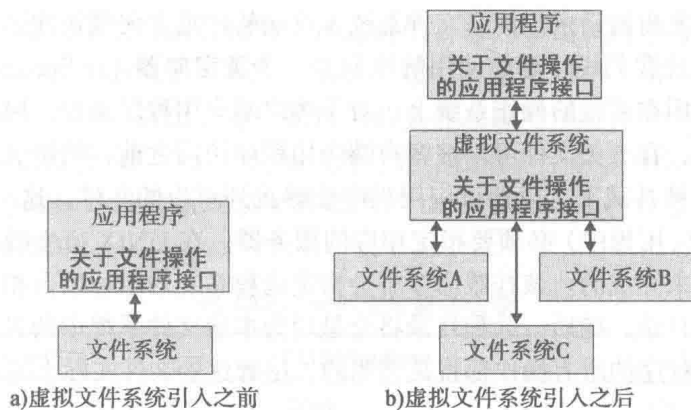 应用程序
关于文件操作
的应用程序接口
文件系统
a)虚拟文件系统引入之前
应用程序
关于文件操作
的应用程序接口
虚拟文件系统
关于文件操作
的应用程序接口
文件系统A
文件系统B
文件系统C
b)虚拟文件系统引入之后